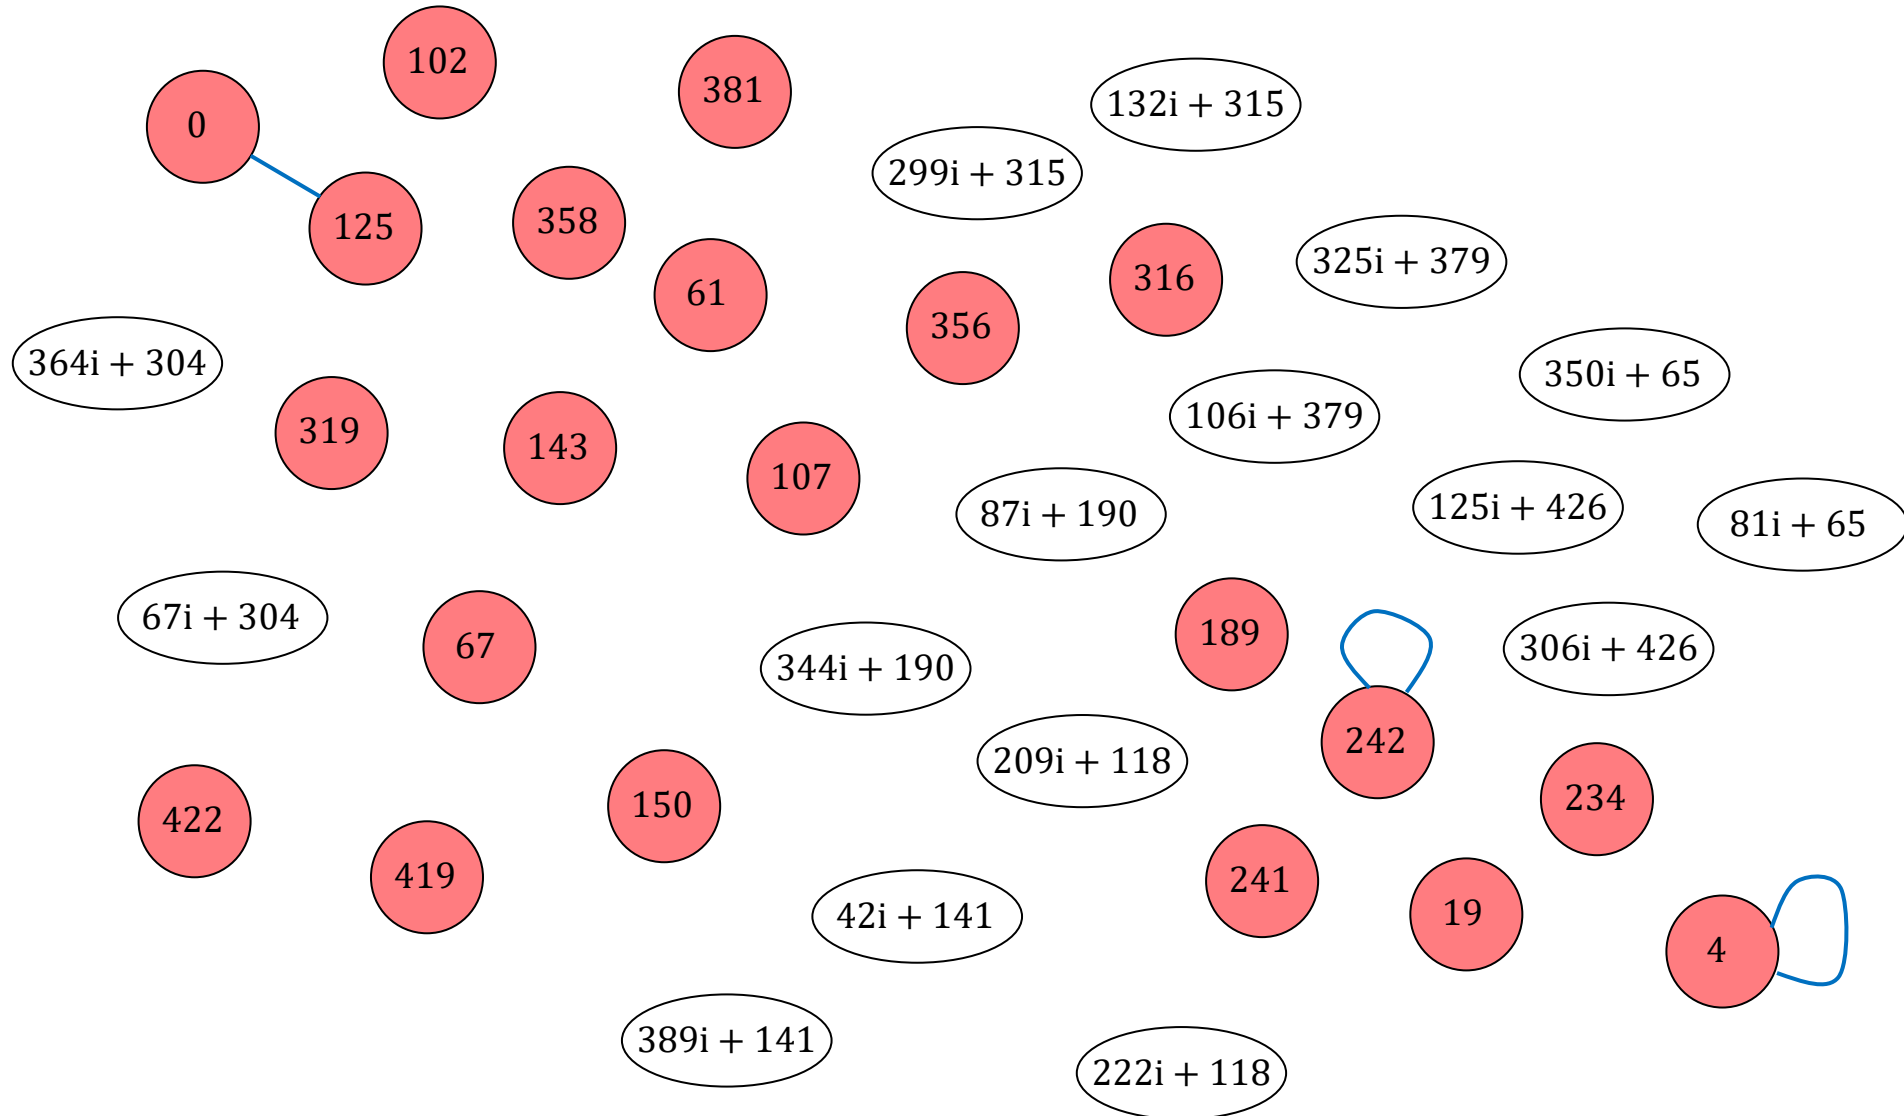 102
381
132i + 315
0
299i + 315
358
125
325i + 379
316
61
356
364i + 304
350i + 65
106i + 379
319
143
107
125i + 426
87i + 190
81i + 65
67i + 304
189
67
306i + 426
344i + 190
242
209i + 118
234
150
422
419
241
19
42i + 141
4
389i + 141
222i + 118